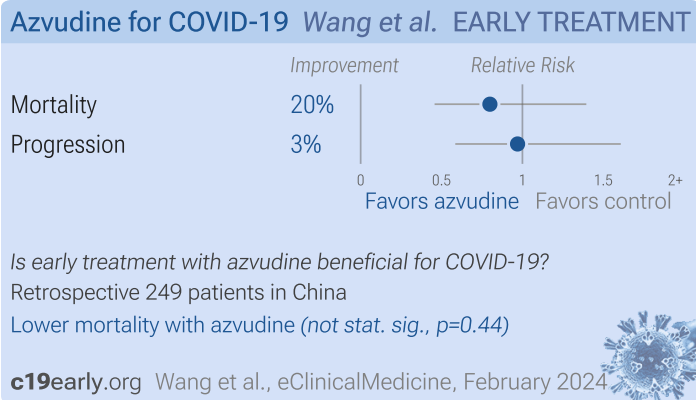 Azvudine for COVID-19 Wang et al. EARLY TREATMENT
Improvement Relative Risk
Mortality 20%
Progression 3%
0 0.5 1 1.5 2+
Favors azvudine Favors control
Is early treatment with azvudine beneficial for COVID-19?
Retrospective 249 patients in China
Lower mortality with azvudine (not stat. sig., p=0.44)
c19early.org Wang et al., eClinicalMedicine, February 2024